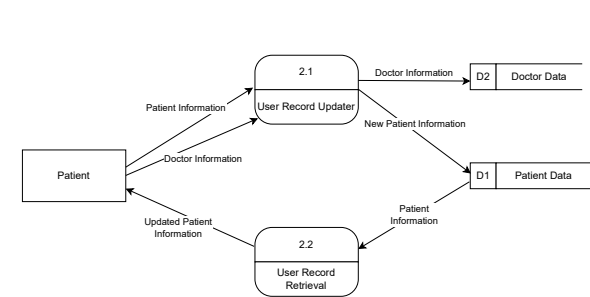 2.1
User Record Updater
Doctor Information
D2
Doctor Data
Patient Information
New Patient Information
Doctor Information
Patient
D1
Patient Data
Patient
Information
Updated Patient
Information
2.2
User Record
Retrieval